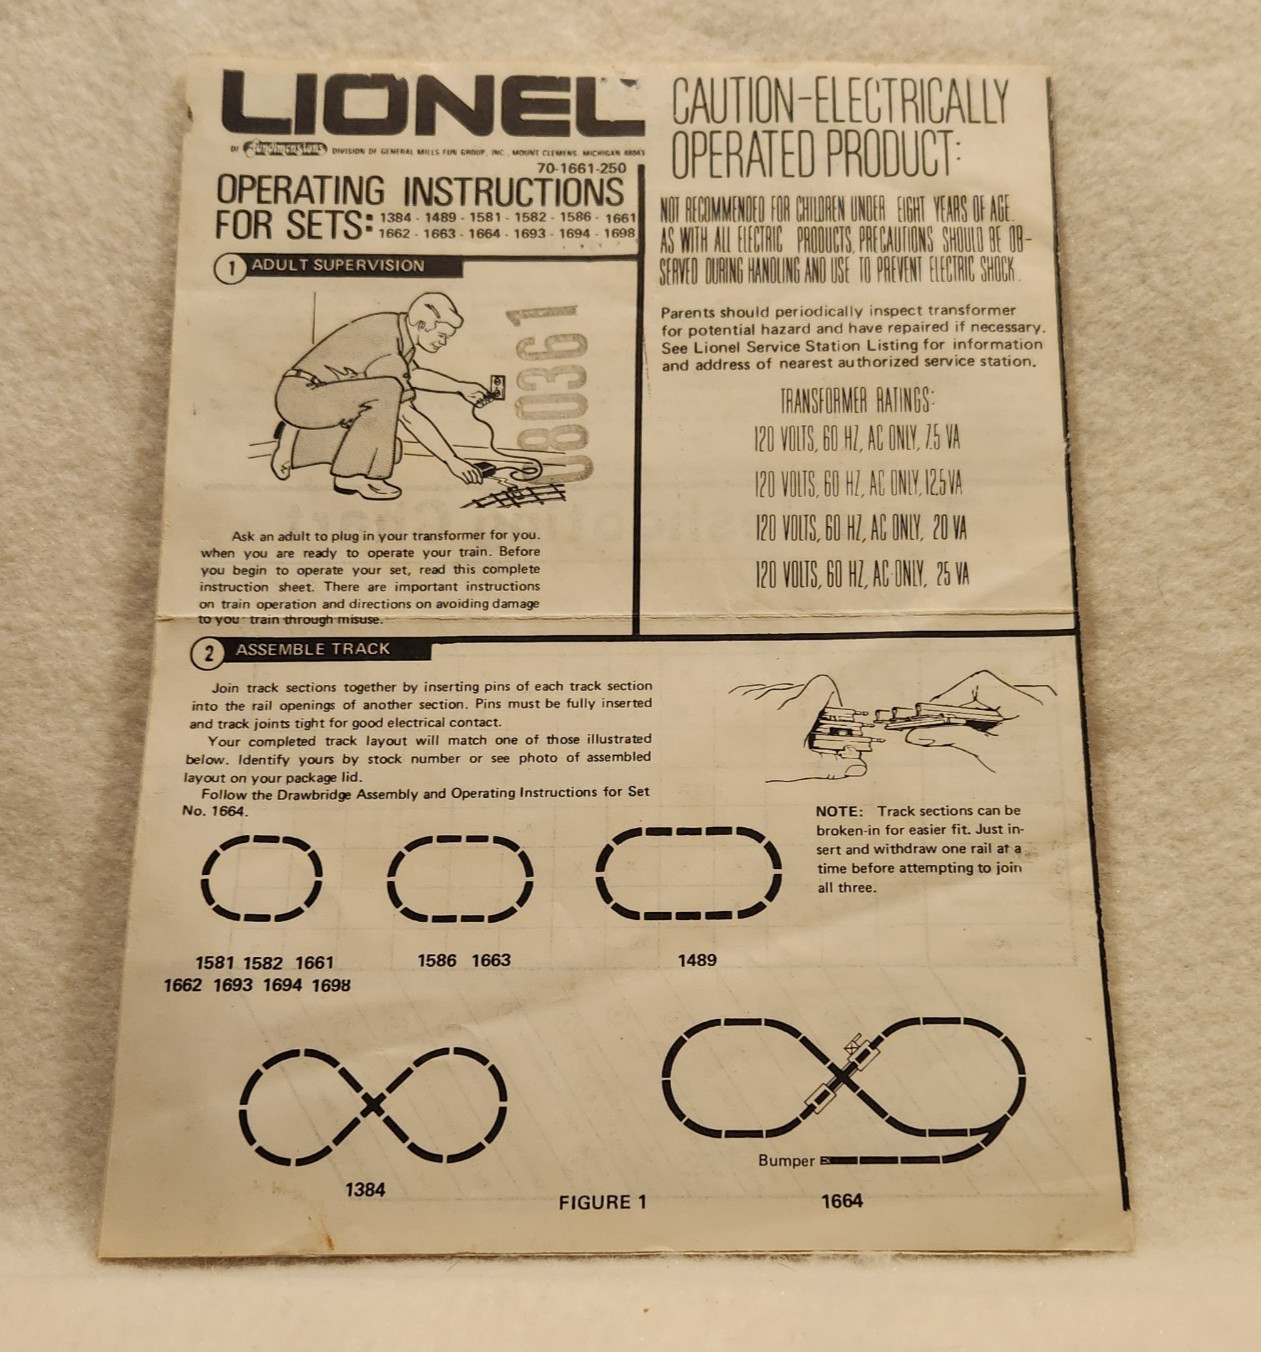 LIONEL
OF Fundimensions DIVISION OF GENERAL MILLS FUN GROUP, INC., MOUNT CLEMENS, MICHIGAN 48043
70-1661-250
OPERATING INSTRUCTIONS
FOR SETS: 1384 - 1489 - 1581 - 1582 - 1586 - 1661
1662 - 1663 - 1664 - 1693 - 1694 - 1698
1 ADULT SUPERVISION
080361
Ask an adult to plug in your transformer for you.
when you are ready to operate your train. Before
you begin to operate your set, read this complete
instruction sheet. There are important instructions
on train operation and directions on avoiding damage
to you train through misuse.
CAUTION-ELECTRICALLY
OPERATED PRODUCT:
NOT RECOMMENDED FOR CHILDREN UNDER EIGHT YEARS OF AGE.
AS WITH ALL ELECTRIC PRODUCTS, PRECAUTIONS SHOULD BE OB-
SERVED DURING HANDLING AND USE TO PREVENT ELECTRIC SHOCK.
Parents should periodically inspect transformer
for potential hazard and have repaired if necessary.
See Lionel Service Station Listing for information
and address of nearest authorized service station.
TRANSFORMER RATINGS:
120 VOLTS, 60 HZ, AC ONLY, 7.5 VA
120 VOLTS, 60 HZ, AC ONLY, 12.5 VA
120 VOLTS, 60 HZ, AC ONLY, 20 VA
120 VOLTS, 60 HZ, AC ONLY, 25 VA
2 ASSEMBLE TRACK
Join track sections together by inserting pins of each track section
into the rail openings of another section. Pins must be fully inserted
and track joints tight for good electrical contact.
Your completed track layout will match one of those illustrated
below. Identify yours by stock number or see photo of assembled
layout on your package lid.
Follow the Drawbridge Assembly and Operating Instructions for Set
No. 1664.
NOTE: Track sections can be
broken-in for easier fit. Just in-
sert and withdraw one rail at a
time before attempting to join
all three.
1581 1582 1661
1662 1693 1694 1698
1586 1663
1489
1384
Bumper
1664
FIGURE 1